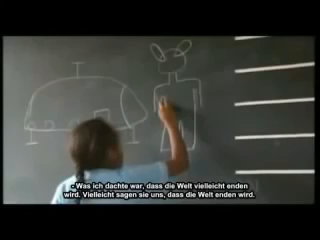 - Was ich dachte war, dass die Welt vielleicht enden
wird. Vielleicht sagen sie uns, dass die Welt enden wird.